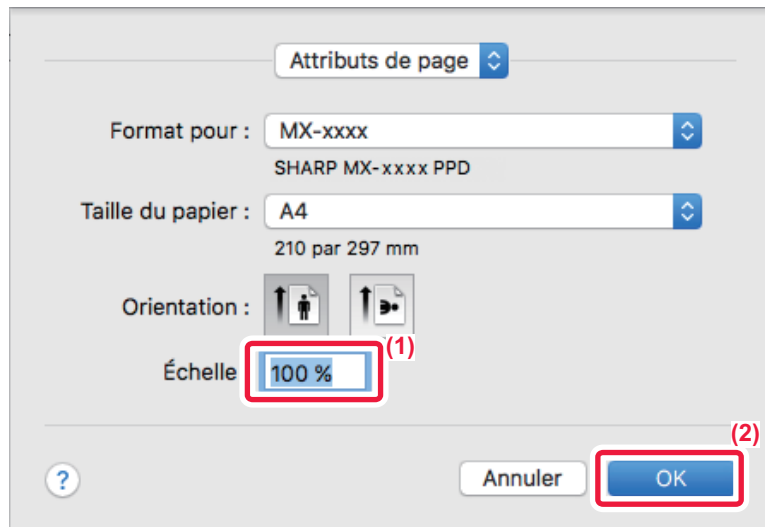 Attributs de page
Format pour : MX-xxxx
SHARP MX-xxxx PPD
Taille du papier : A4
210 par 297 mm
Orientation :
(1)
Échelle 100 %
(2)
? Annuler OK